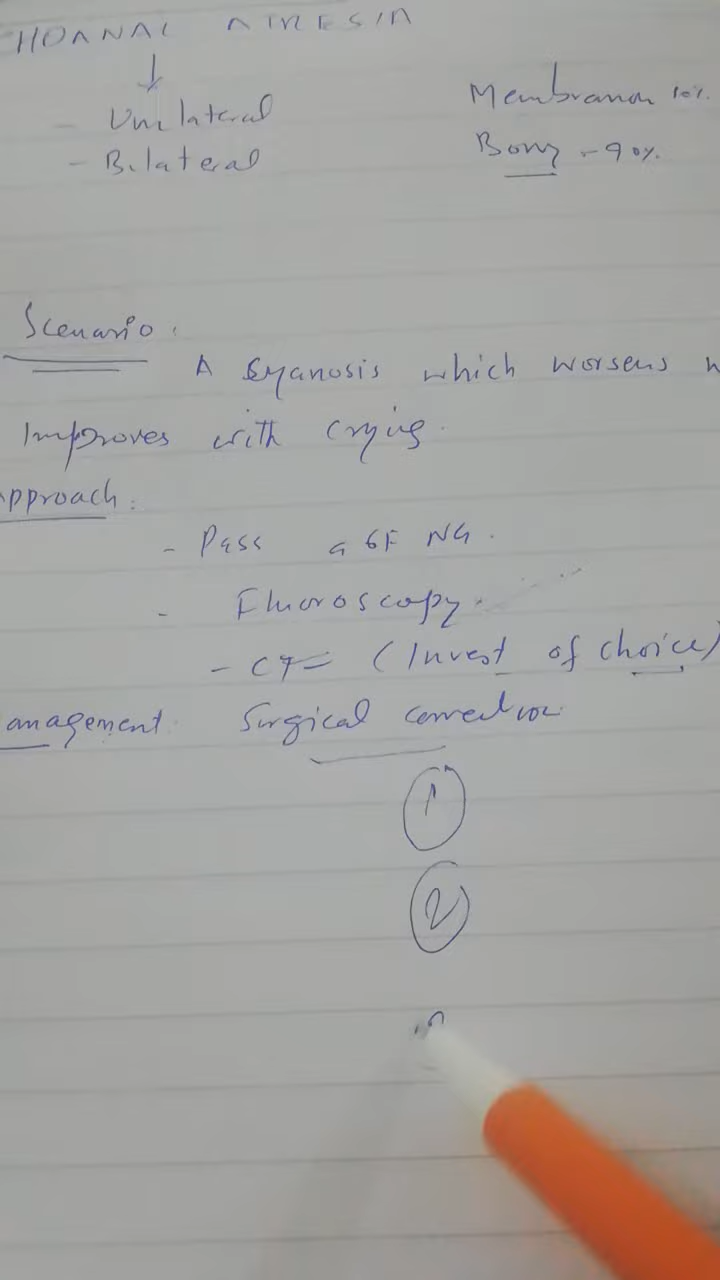 HOANAL ATRESIA
- Unilateral
- Bilateral
Membranou 10%.
Bony - 90%.
Scenario.
A Cyanosis which worsens w
Improves with crying.
pproach:
- Pass a 6F NG.
- Fluoroscopy.
- CT = (Invest of choice)
anagement: Surgical correction
1
2